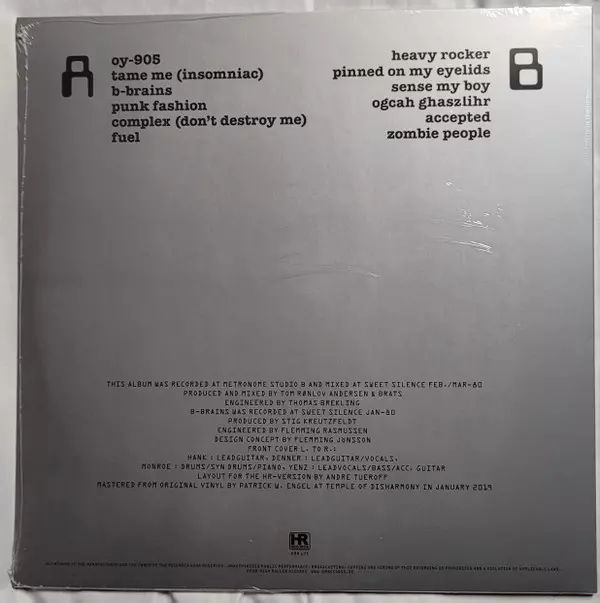 A
oy-905
tame me (insomniac)
b-brains
punk fashion
complex (don't destroy me)
fuel
heavy rocker
pinned on my eyelids
sense my boy
ogcah ghaszlihr
accepted
zombie people
B
THIS ALBUM WAS RECORDED AT METRONOME STUDIO B AND MIXED AT SWEET SILENCE FEB./MAR-80
PRODUCED AND MIXED BY TOM RØNLOV ANDERSEN & BRATS
ENGINEERED BY THOMAS BREKLING
B-BRAINS WAS RECORDED AT SWEET SILENCE JAN-80
PRODUCED BY STIG KREUTZFELDT
ENGINEERED BY FLEMMING RASMUSSEN
DESIGN CONCEPT BY FLEMMING JONSSON
FRONT COVER L. TO R.:
HANK : LEADGUITAR, DENNER : LEADGUITAR/VOCALS,
MONROE : DRUMS/SYN DRUMS/PIANO, YENZ : LEADVOCALS/BASS/ACC. GUITAR
LAYOUT FOR THE HR-VERSION BY ANDRE TUEROFF
MASTERED FROM ORIGINAL VINYL BY PATRICK W. ENGEL AT TEMPLE OF DISHARMONY IN JANUARY 2019
HR